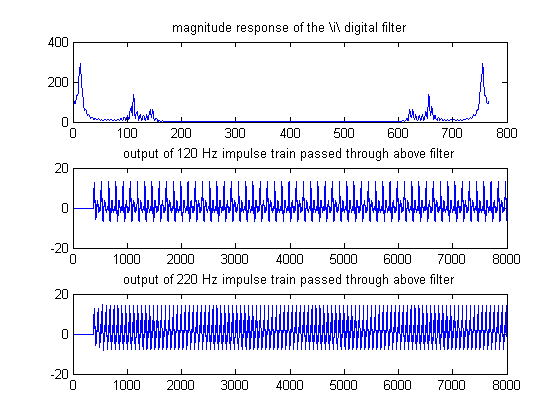 magnitude response of the \i\ digital filter
400
200
0
0 100 200 300 400 500 600 700 800
output of 120 Hz impulse train passed through above filter
20
0
-20
0 1000 2000 3000 4000 5000 6000 7000 8000
output of 220 Hz impulse train passed through above filter
20
0
-20
0 1000 2000 3000 4000 5000 6000 7000 8000